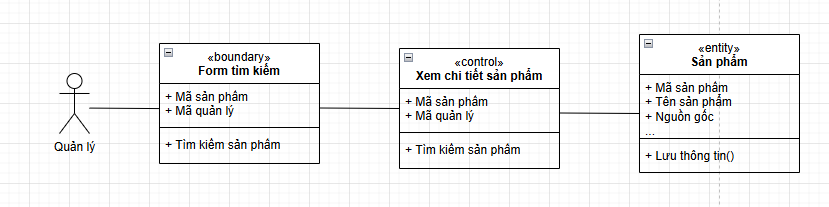 Quản lý
«boundary»
Form tìm kiếm
+ Mã sản phẩm
+ Mã quản lý
+ Tìm kiếm sản phẩm
«control»
Xem chi tiết sản phẩm
+ Mã sản phẩm
+ Mã quản lý
+ Tìm kiếm sản phẩm
«entity»
Sản phẩm
+ Mã sản phẩm
+ Tên sản phẩm
+ Nguồn gốc
...
+ Lưu thông tin()